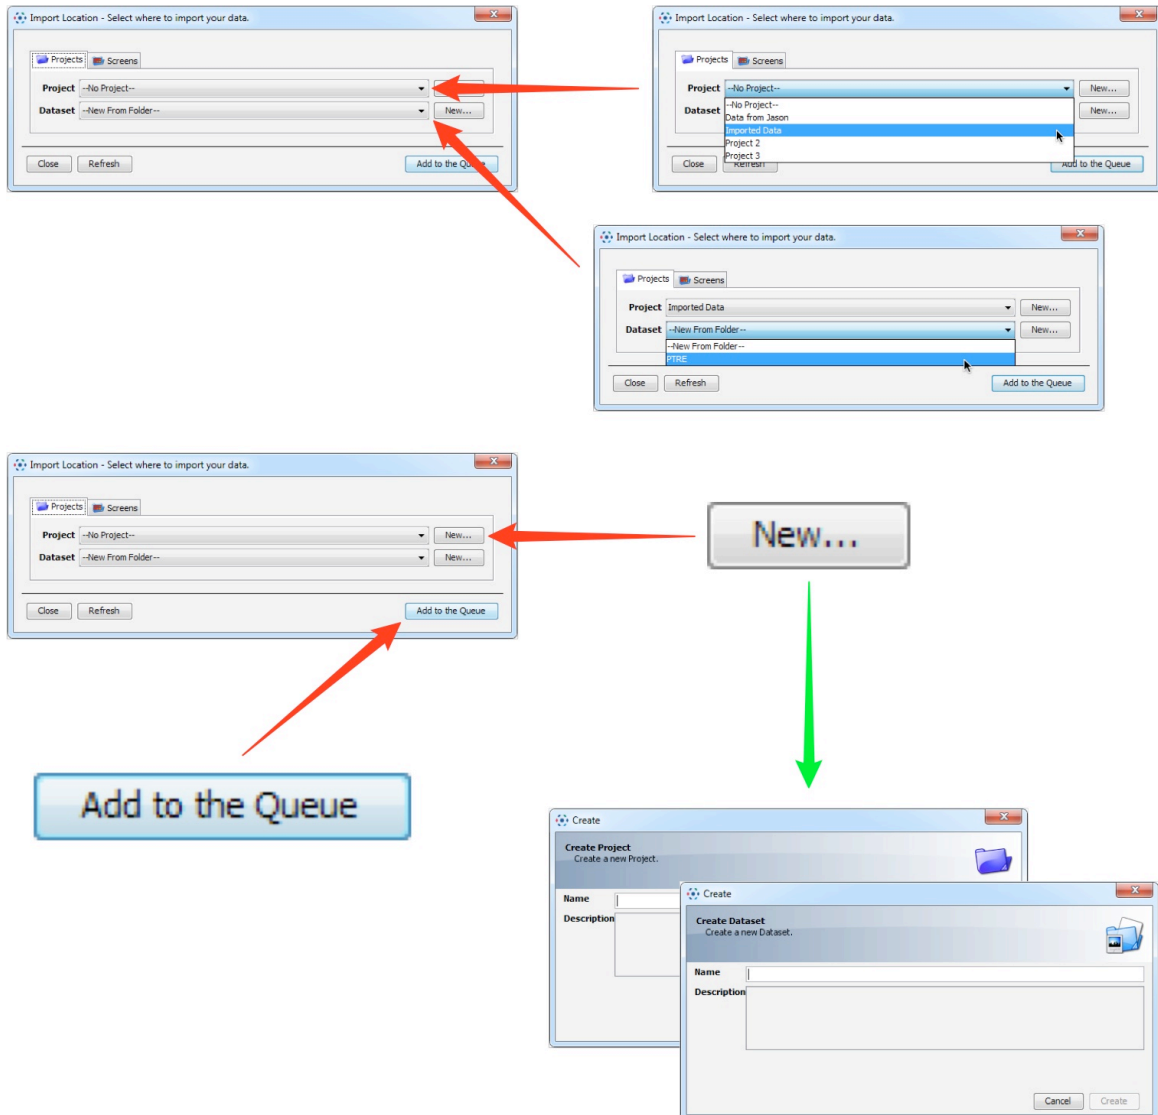 Import Location - Select where to import your data.
Projects Screens
Project --No Project--
Dataset --New From Folder-- New...
Close Refresh Add to the Queue
Import Location - Select where to import your data.
Projects Screens
Project --No Project-- New...
Dataset --No Project-- New...
Data from Jason
Imported Data
Project 2
Project 3
Close Refresh Add to the Queue
Import Location - Select where to import your data.
Projects Screens
Project Imported Data New...
Dataset --New From Folder-- New...
--New From Folder--
PTRE
Close Refresh Add to the Queue
Import Location - Select where to import your data.
Projects Screens
Project --No Project-- New...
Dataset --New From Folder-- New...
Close Refresh Add to the Queue
New...
Add to the Queue
Create
Create Project
Create a new Project.
Name
Description
Create
Create Dataset
Create a new Dataset.
Name
Description
Cancel Create